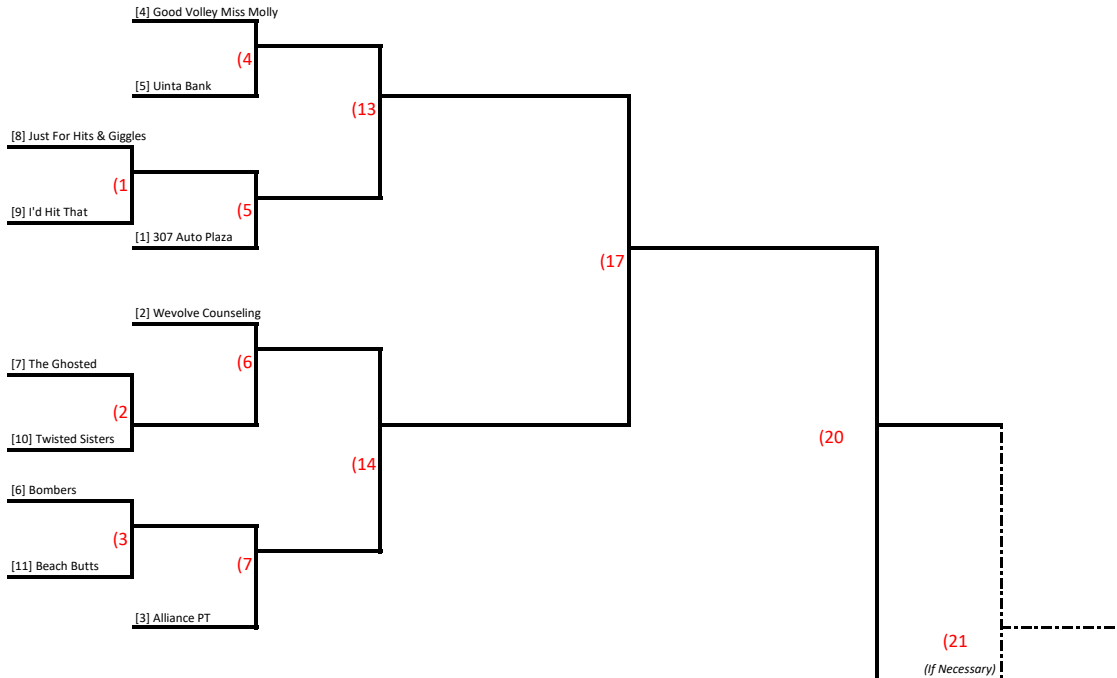 [4] Good Volley Miss Molly
(4
[5] Uinta Bank
(13
[8] Just For Hits & Giggles
(1
[9] I'd Hit That
(5
[1] 307 Auto Plaza
(17
[2] Wevolve Counseling
(6
[7] The Ghosted
(2
[10] Twisted Sisters
(20
(14
[6] Bombers
(3
[11] Beach Butts
(7
[3] Alliance PT
(21
(If Necessary)